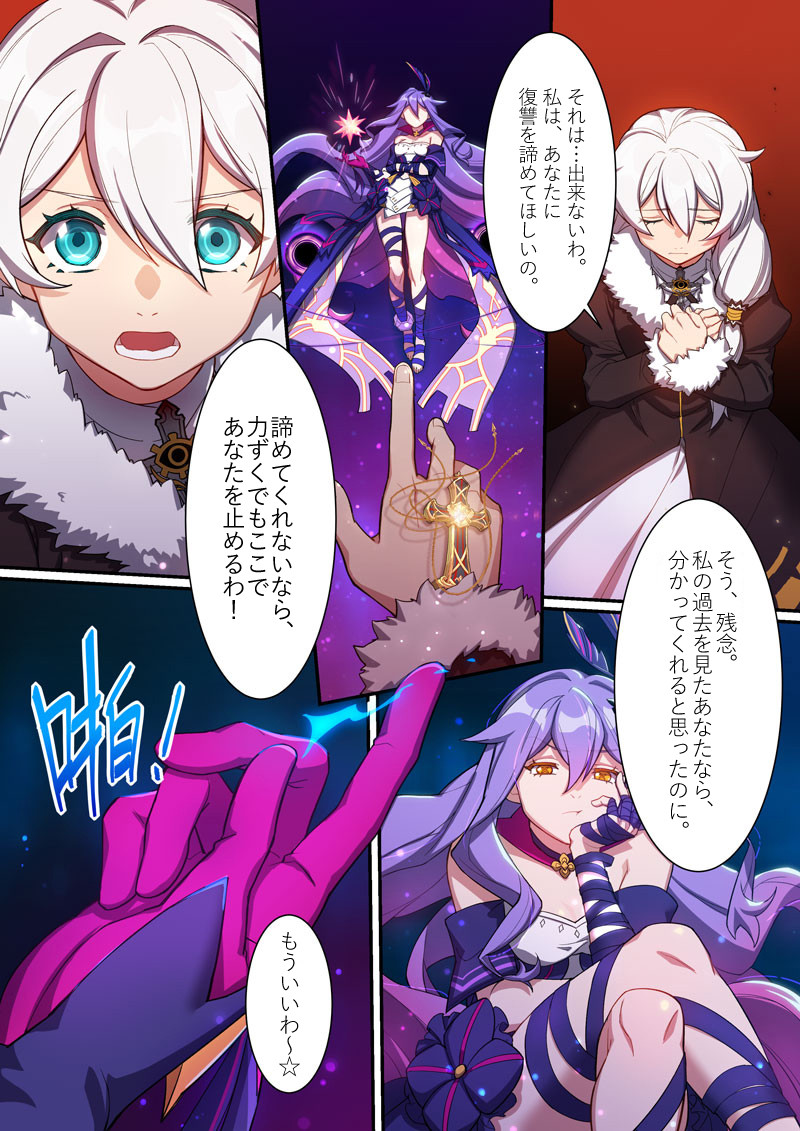 それは…出来ないわ。
私は、あなたに
復讐を諦めてほしいの。
諦めてくれないなら、
力ずくでもここで
あなたを止めるわ！
そう、残念。
私の過去を見たあなたなら、
分かってくれると思ったのに。
啪！
もういいわ～☆